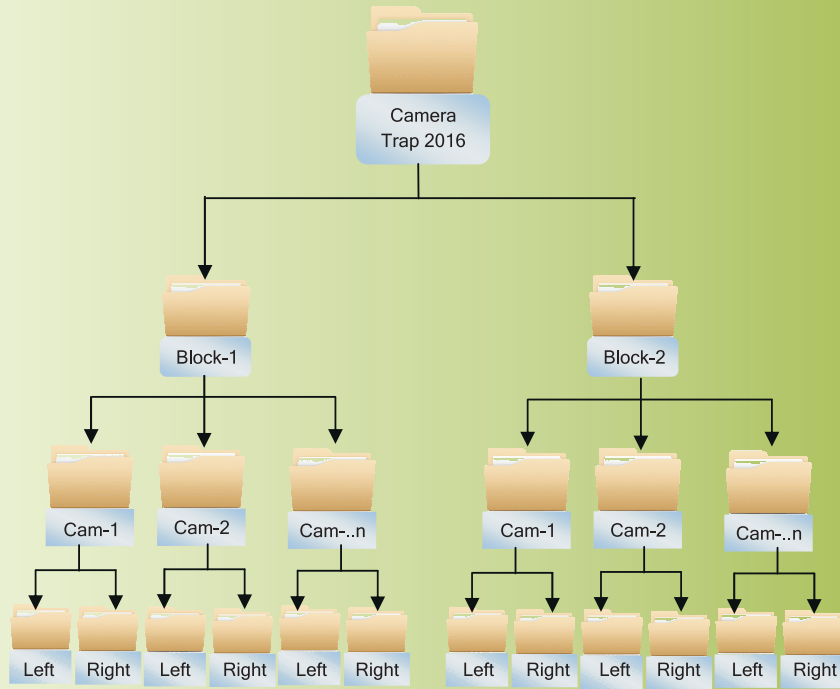 Camera
Trap 2016
Block-1
Block-2
Cam-1
Cam-2
Cam-..n
Cam-1
Cam-2
Cam-..n
Left
Right
Left
Right
Left
Right
Left
Right
Left
Right
Left
Right